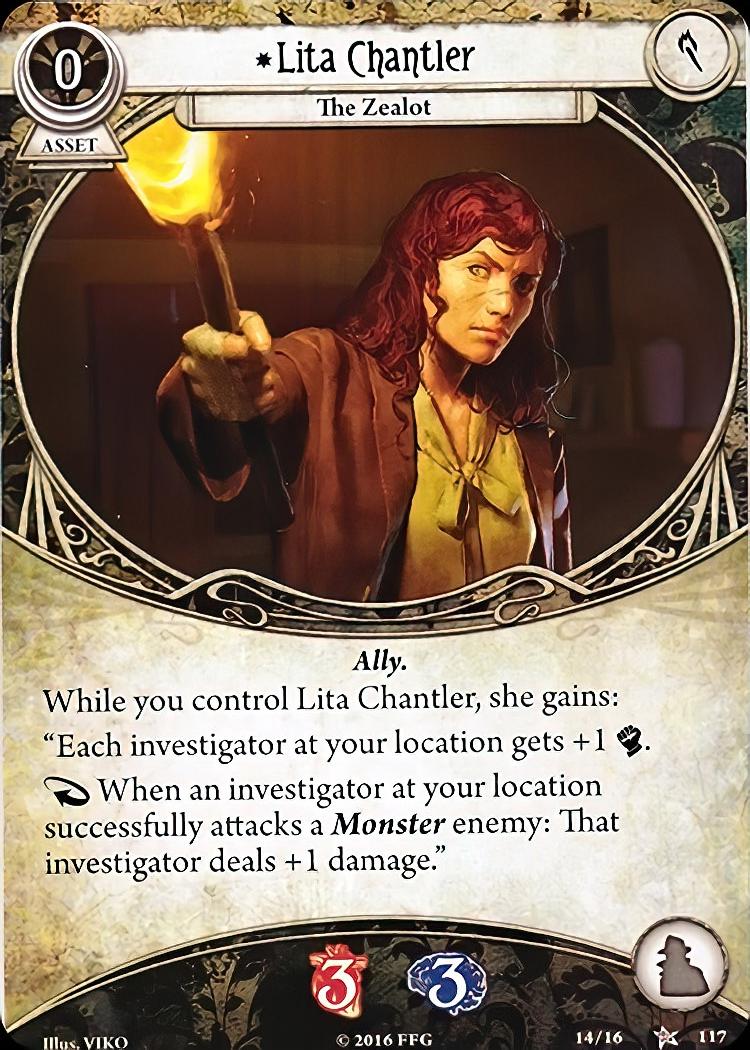 0
Lita Chantler
ASSET
The Zealot
Ally.
While you control Lita Chantler, she gains:
“Each investigator at your location gets +1 .
When an investigator at your location
successfully attacks a Monster enemy: That
investigator deals +1 damage.”
3 3
Illus. VIKO
© 2016 FFG
14/16
117